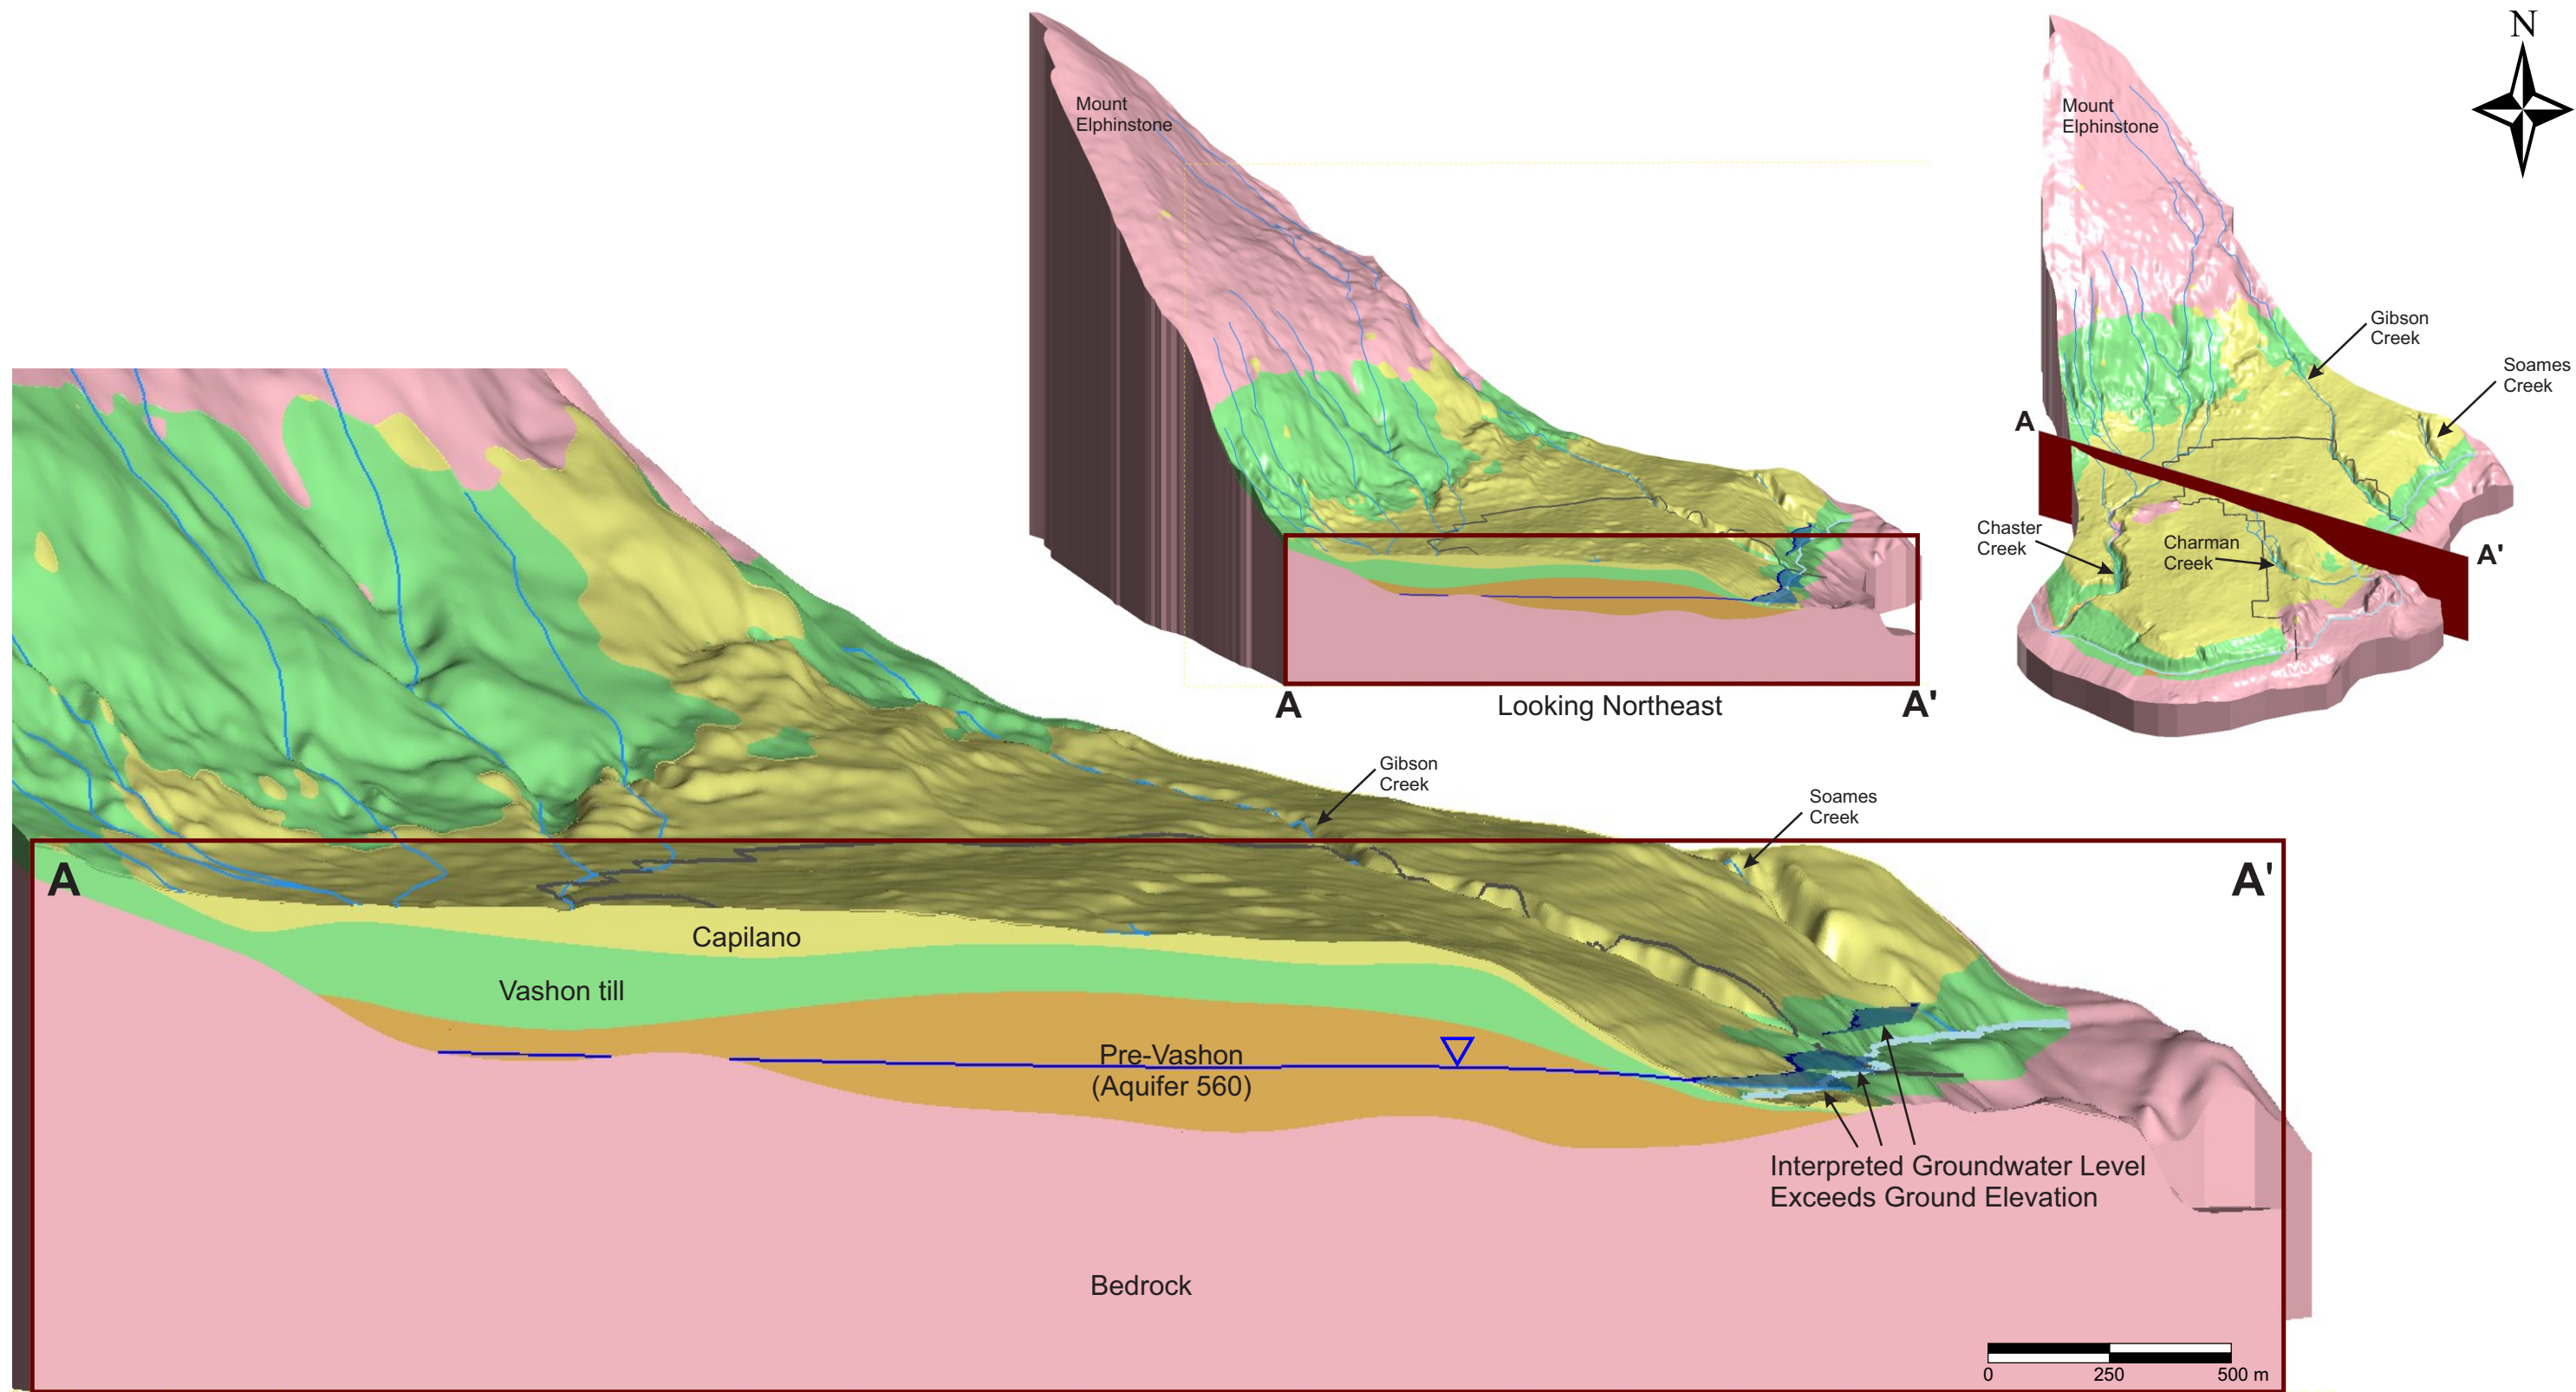 N
Mount
Elphinstone
Mount
Elphinstone
Gibson
Creek
Soames
Creek
A
Chaster
Creek
Charman
Creek
A'
A
Looking Northeast
A'
Gibson
Creek
Soames
Creek
A
A'
Capilano
Vashon till
Pre-Vashon
(Aquifer 560)
Interpreted Groundwater Level
Exceeds Ground Elevation
Bedrock
0
250
500 m